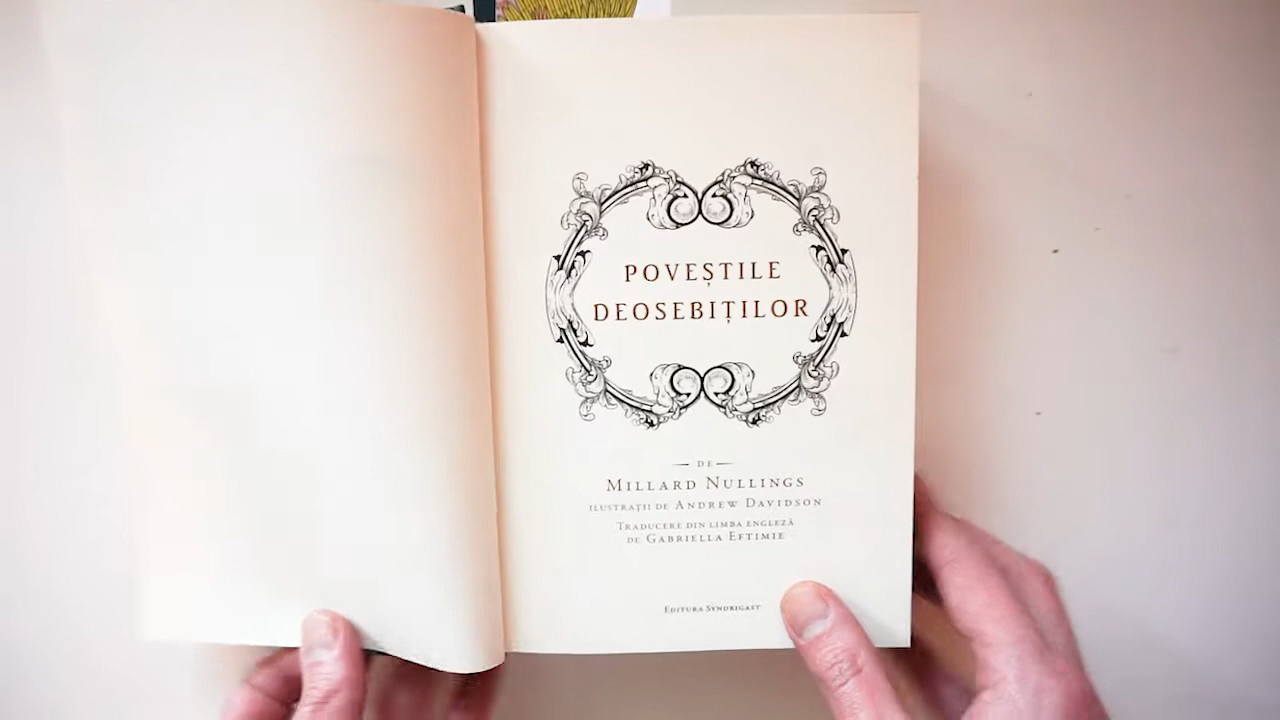 POVEȘTILE
DEOSEBIȚILOR
DE
MILLARD NULLINGS
ILUSTRAȚII DE ANDREW DAVIDSON
TRADUCERE DIN LIMBA ENGLEZĂ
DE GABRIELLA EFTIMIE
EDITURA SYNDRIGAST